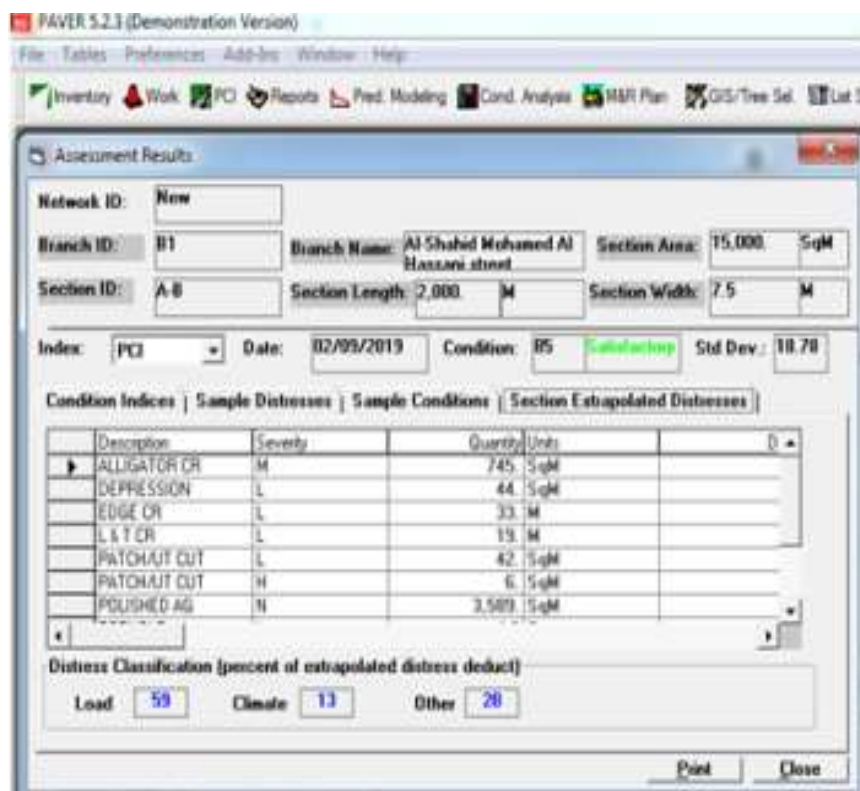 PAVER 5.2.3 (Demonstration Version)
File Tables Preferences Add-Ins Window Help
Inventory Work PCI Reports Pred. Modeling Cond. Analysis M&R Plan GIS/Tree Sel. List
Assessment Results
Network ID: New
Branch ID: B1 Branch Name: Al-Shahid Mohamed Al Hassani street Section Area: 15,000. SqM
Section ID: A-B Section Length: 2,000. M Section Width: 7.5 M
Index: PCI Date: 02/09/2019 Condition: 85 Satisfactory Std Dev.: 18.78
Condition Indices | Sample Distresses | Sample Conditions | Section Extrapolated Distresses
Description Severity Quantity Units D
ALLIGATOR CR M 745. SqM
DEPRESSION L 44. SqM
EDGE CR L 33. M
L & T CR L 19. M
PATCH/UT CUT L 42. SqM
PATCH/UT CUT H 6. SqM
POLISHED AG N 3,589. SqM
Distress Classification (percent of extrapolated distress deduct)
Load 59 Climate 13 Other 28
Print Close